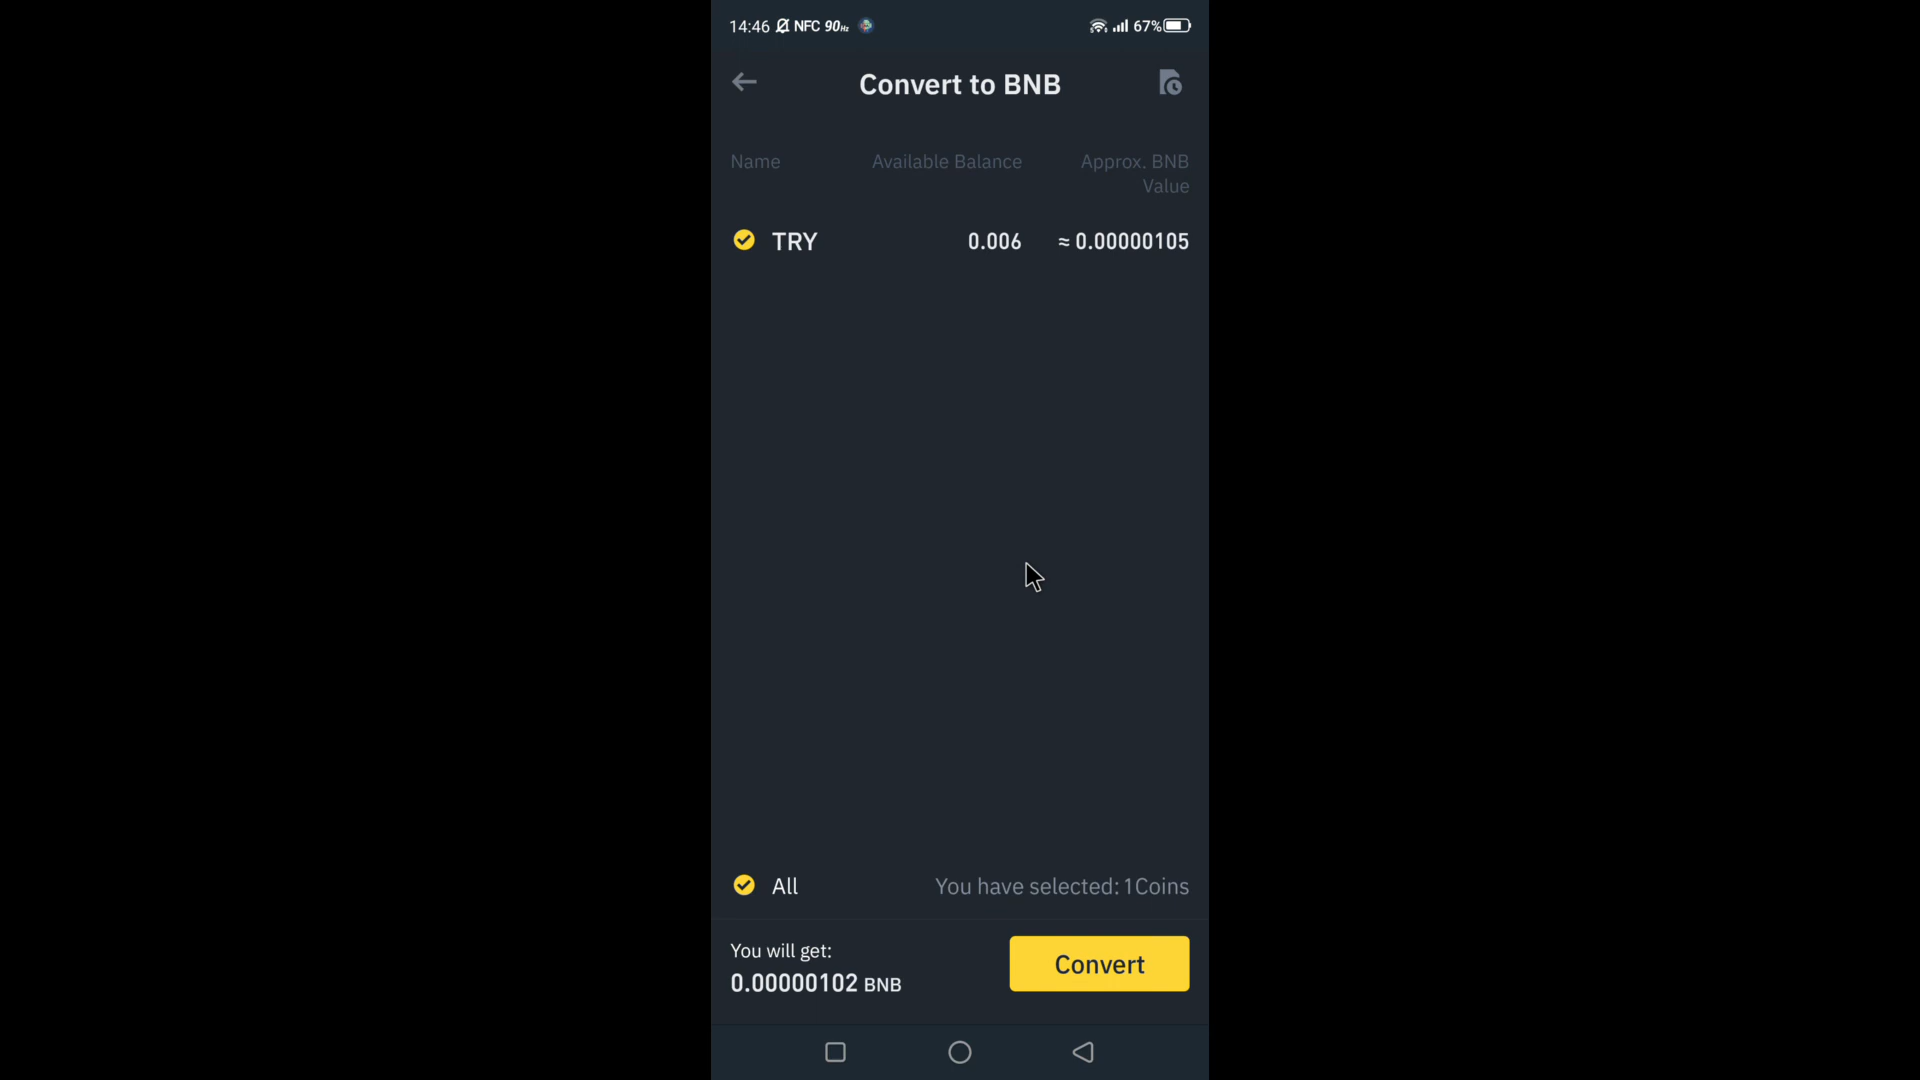 14:46 NFC 90Hz 67%
Convert to BNB
Name Available Balance Approx. BNB
Value
TRY 0.006 ≈ 0.00000105
All You have selected: 1Coins
You will get:
0.00000102 BNB
Convert